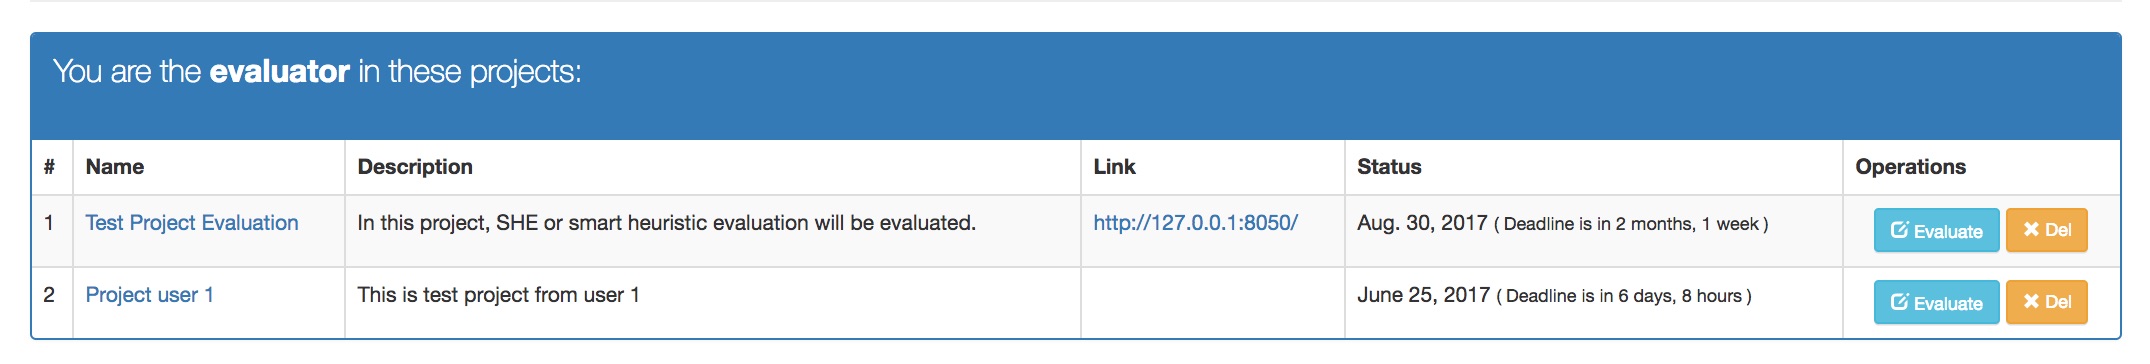 You are the evaluator in these projects:
# Name Description Link Status Operations
1 Test Project Evaluation In this project, SHE or smart heuristic evaluation will be evaluated. http://127.0.0.1:8050/ Aug. 30, 2017 ( Deadline is in 2 months, 1 week ) Evaluate Del
2 Project user 1 This is test project from user 1 June 25, 2017 ( Deadline is in 6 days, 8 hours ) Evaluate Del